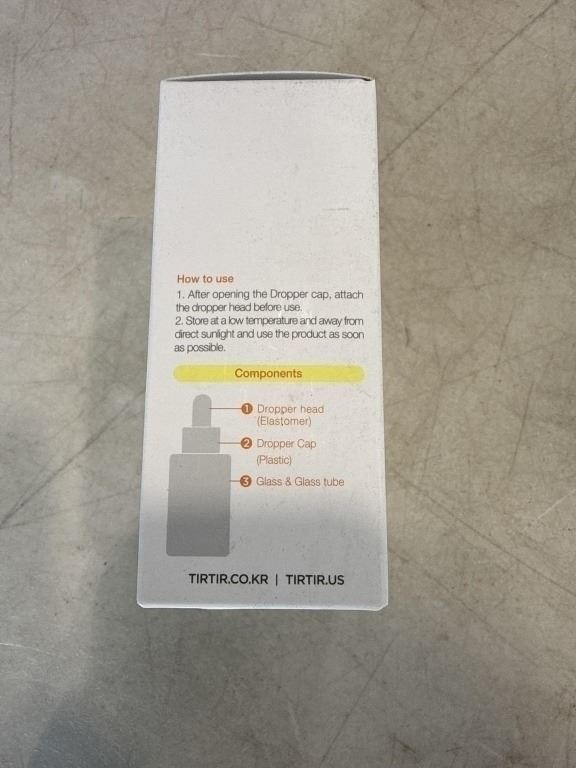 How to use
1. After opening the Dropper cap, attach
the dropper head before use.
2. Store at a low temperature and away from
direct sunlight and use the product as soon
as possible.
Components
1 Dropper head
(Elastomer)
2 Dropper Cap
(Plastic)
3 Glass & Glass tube
TIRTIR.CO.KR | TIRTIR.US